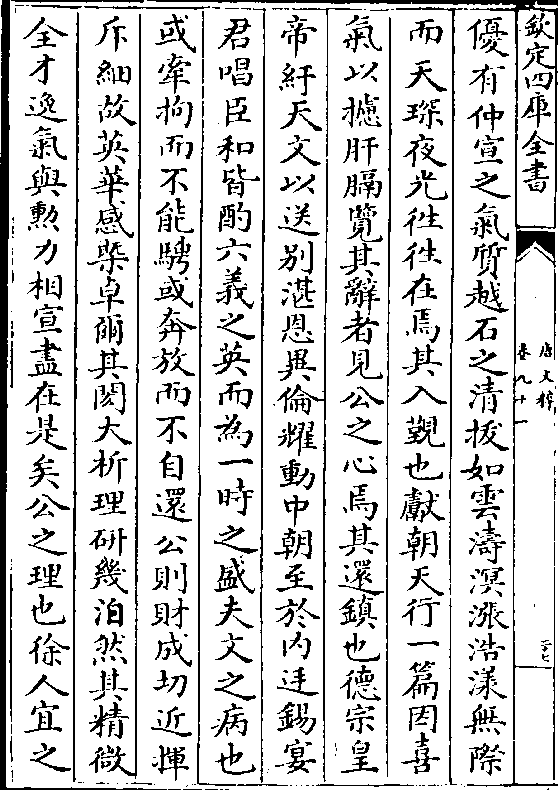 欽定四庫全書
唐文粹
卷九十一
優有仲宣之氣質越石之清拔如雲濤溟漲浩漾無際
而天琛夜光徃徃在焉其入觐也獻朝天行一篇因喜
氣以攄肝膈覽其辭者見公之心焉其還鎮也德宗皇
帝紆天文以送別湛恩異倫耀動中朝至於内廷錫宴
君唱臣和皆酌六義之英而為一時之盛夫文之病也
或牽拘而不能騁或奔放而不自還公則財成切近揮
斥細故英華感槩卓爾其閎大析理研幾泊然其精微
全才逸氣與勲力相宣盡在是矣公之理也徐人宜之